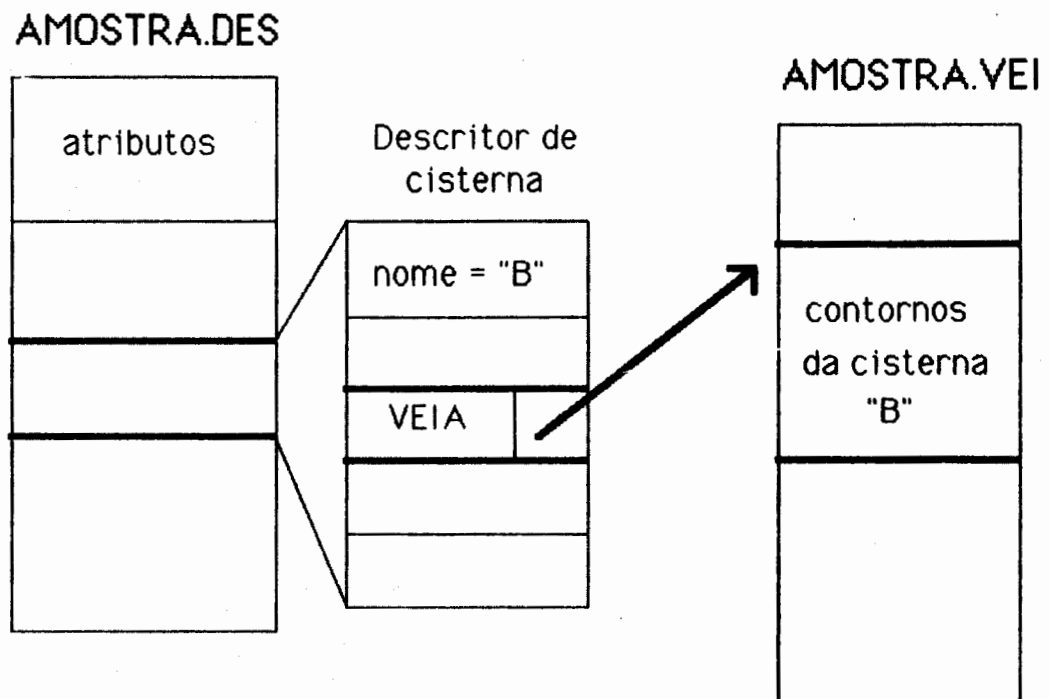 AMOSTRA.DES
atributos
Descritor de
cisterna
nome = "B"
VEIA
AMOSTRA.VEI
contornos
da cisterna
"B"